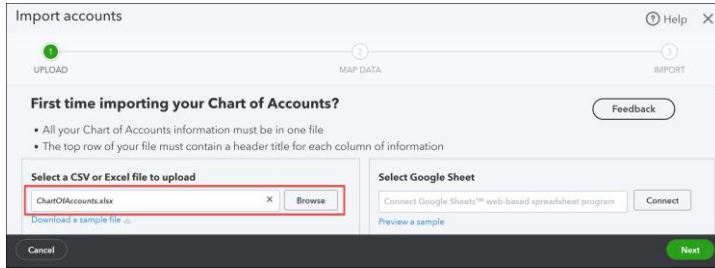 Import accounts
Help
1
2
3
UPLOAD
MAP DATA
IMPORT
First time importing your Chart of Accounts?
Feedback
• All your Chart of Accounts information must be in one file
• The top row of your file must contain a header title for each column of information
Select a CSV or Excel file to upload
Select Google Sheet
ChartOfAccounts.xlsx
Browse
Connect Google Sheets™ web-based spreadsheet program
Connect
Download a sample file
Preview a sample
Cancel
Next